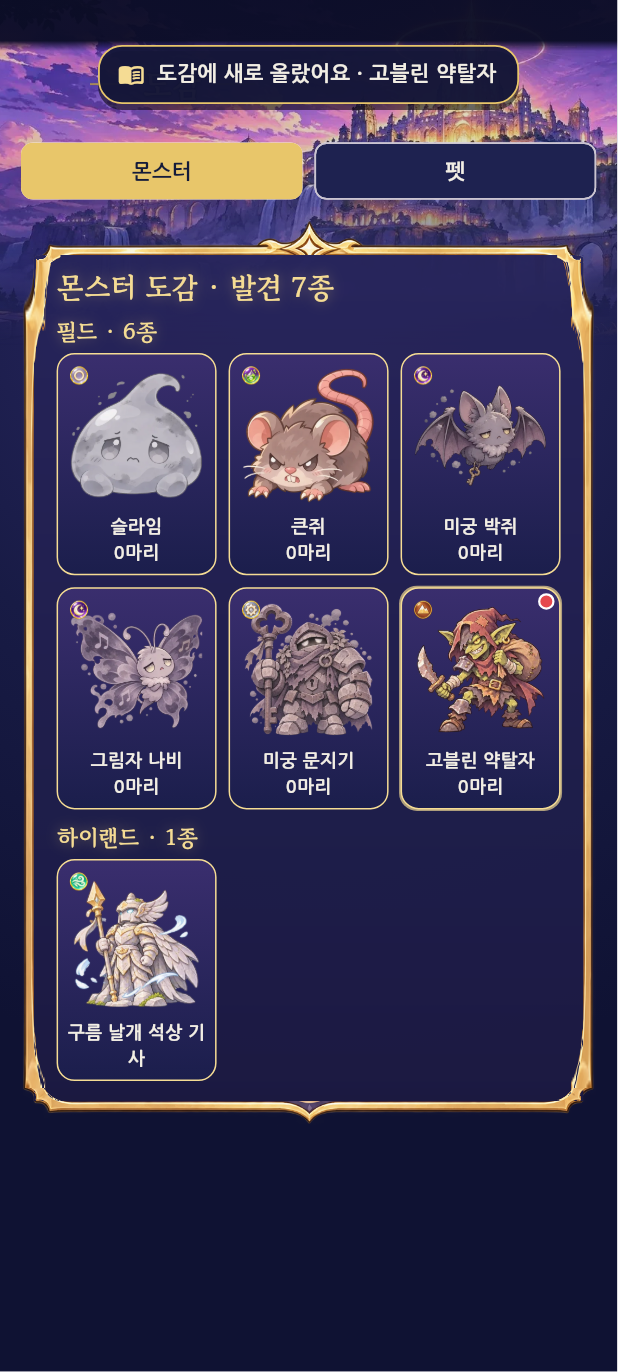 도감에 새로 올랐어요 · 고블린 약탈자
몬스터
펫
몬스터 도감 · 발견 7종
필드 · 6종
슬라임
0마리
큰쥐
0마리
미궁 박쥐
0마리
그림자 나비
0마리
미궁 문지기
0마리
고블린 약탈자
0마리
하이랜드 · 1종
구름 날개 석상 기
사